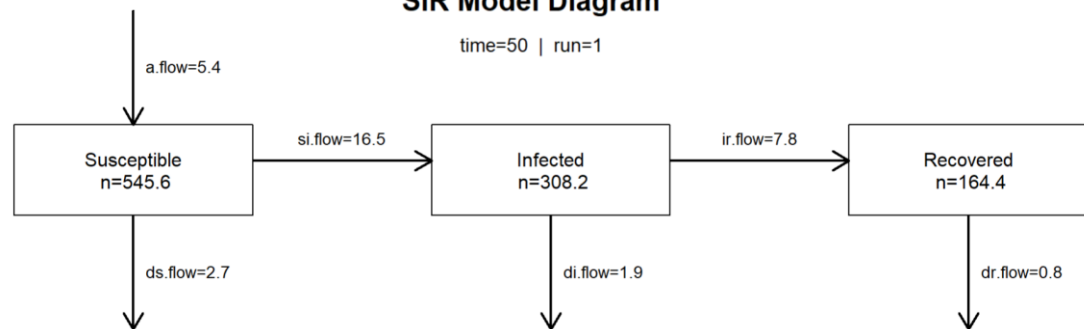 SIR Model Diagram
time=50 | run=1
a.flow=5.4
Susceptible
n=545.6
si.flow=16.5
Infected
n=308.2
ir.flow=7.8
Recovered
n=164.4
ds.flow=2.7
di.flow=1.9
dr.flow=0.8